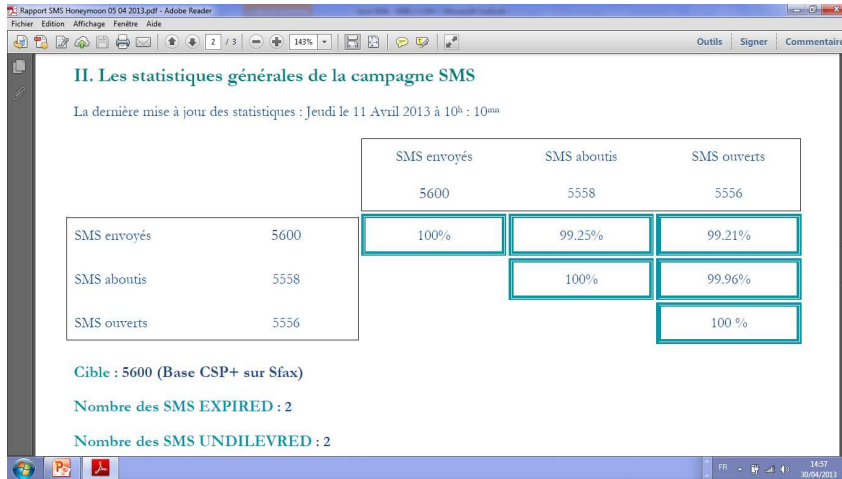 Rapport SMS Honeymoon 05 04 2013.pdf - Adobe Reader
Fichier Edition Affichage Fenêtre Aide
2 / 3 143% Outils Signer Commentaire
II. Les statistiques générales de la campagne SMS
La dernière mise à jour des statistiques : Jeudi le 11 Avril 2013 à 10h : 10mn
SMS envoyés SMS aboutis SMS ouverts
5600 5558 5556
SMS envoyés 5600 100% 99.25% 99.21%
SMS aboutis 5558 100% 99.96%
SMS ouverts 5556 100 %
Cible : 5600 (Base CSP+ sur Sfax)
Nombre des SMS EXPIRED : 2
Nombre des SMS UNDILEVRED : 2
FR 14:57
30/04/2013